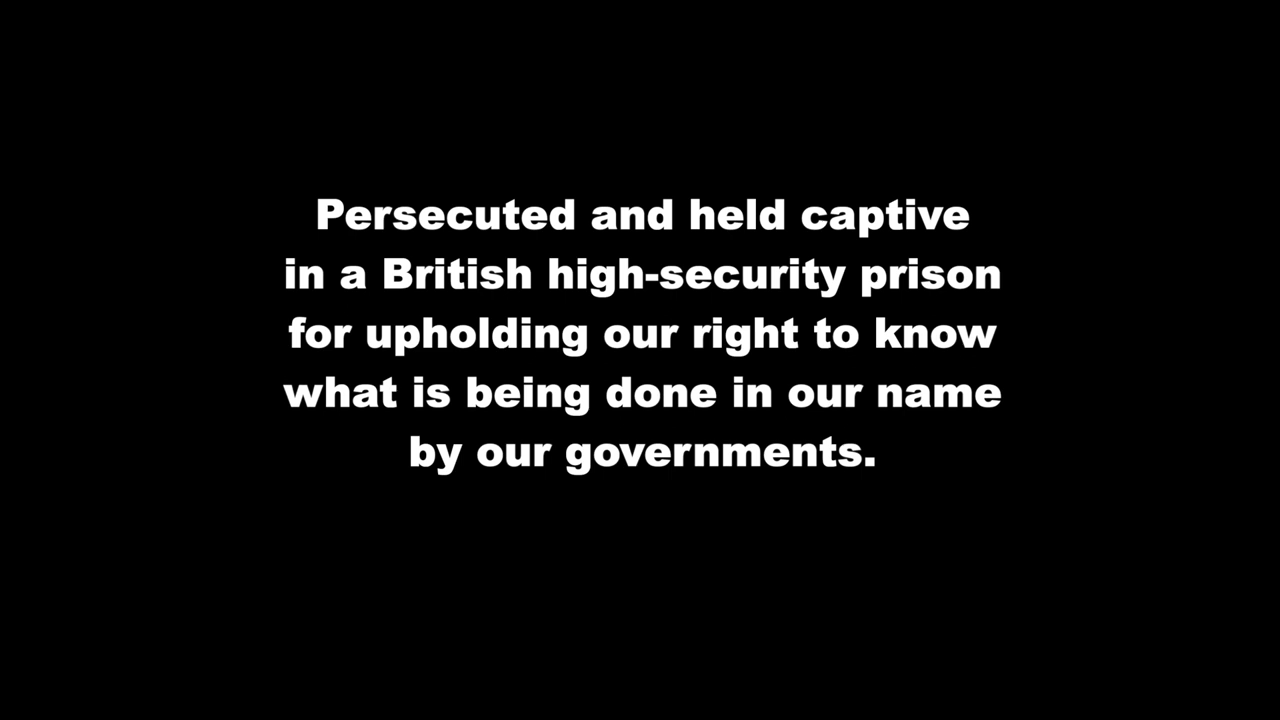 Persecuted and held captive
in a British high-security prison
for upholding our right to know
what is being done in our name
by our governments.